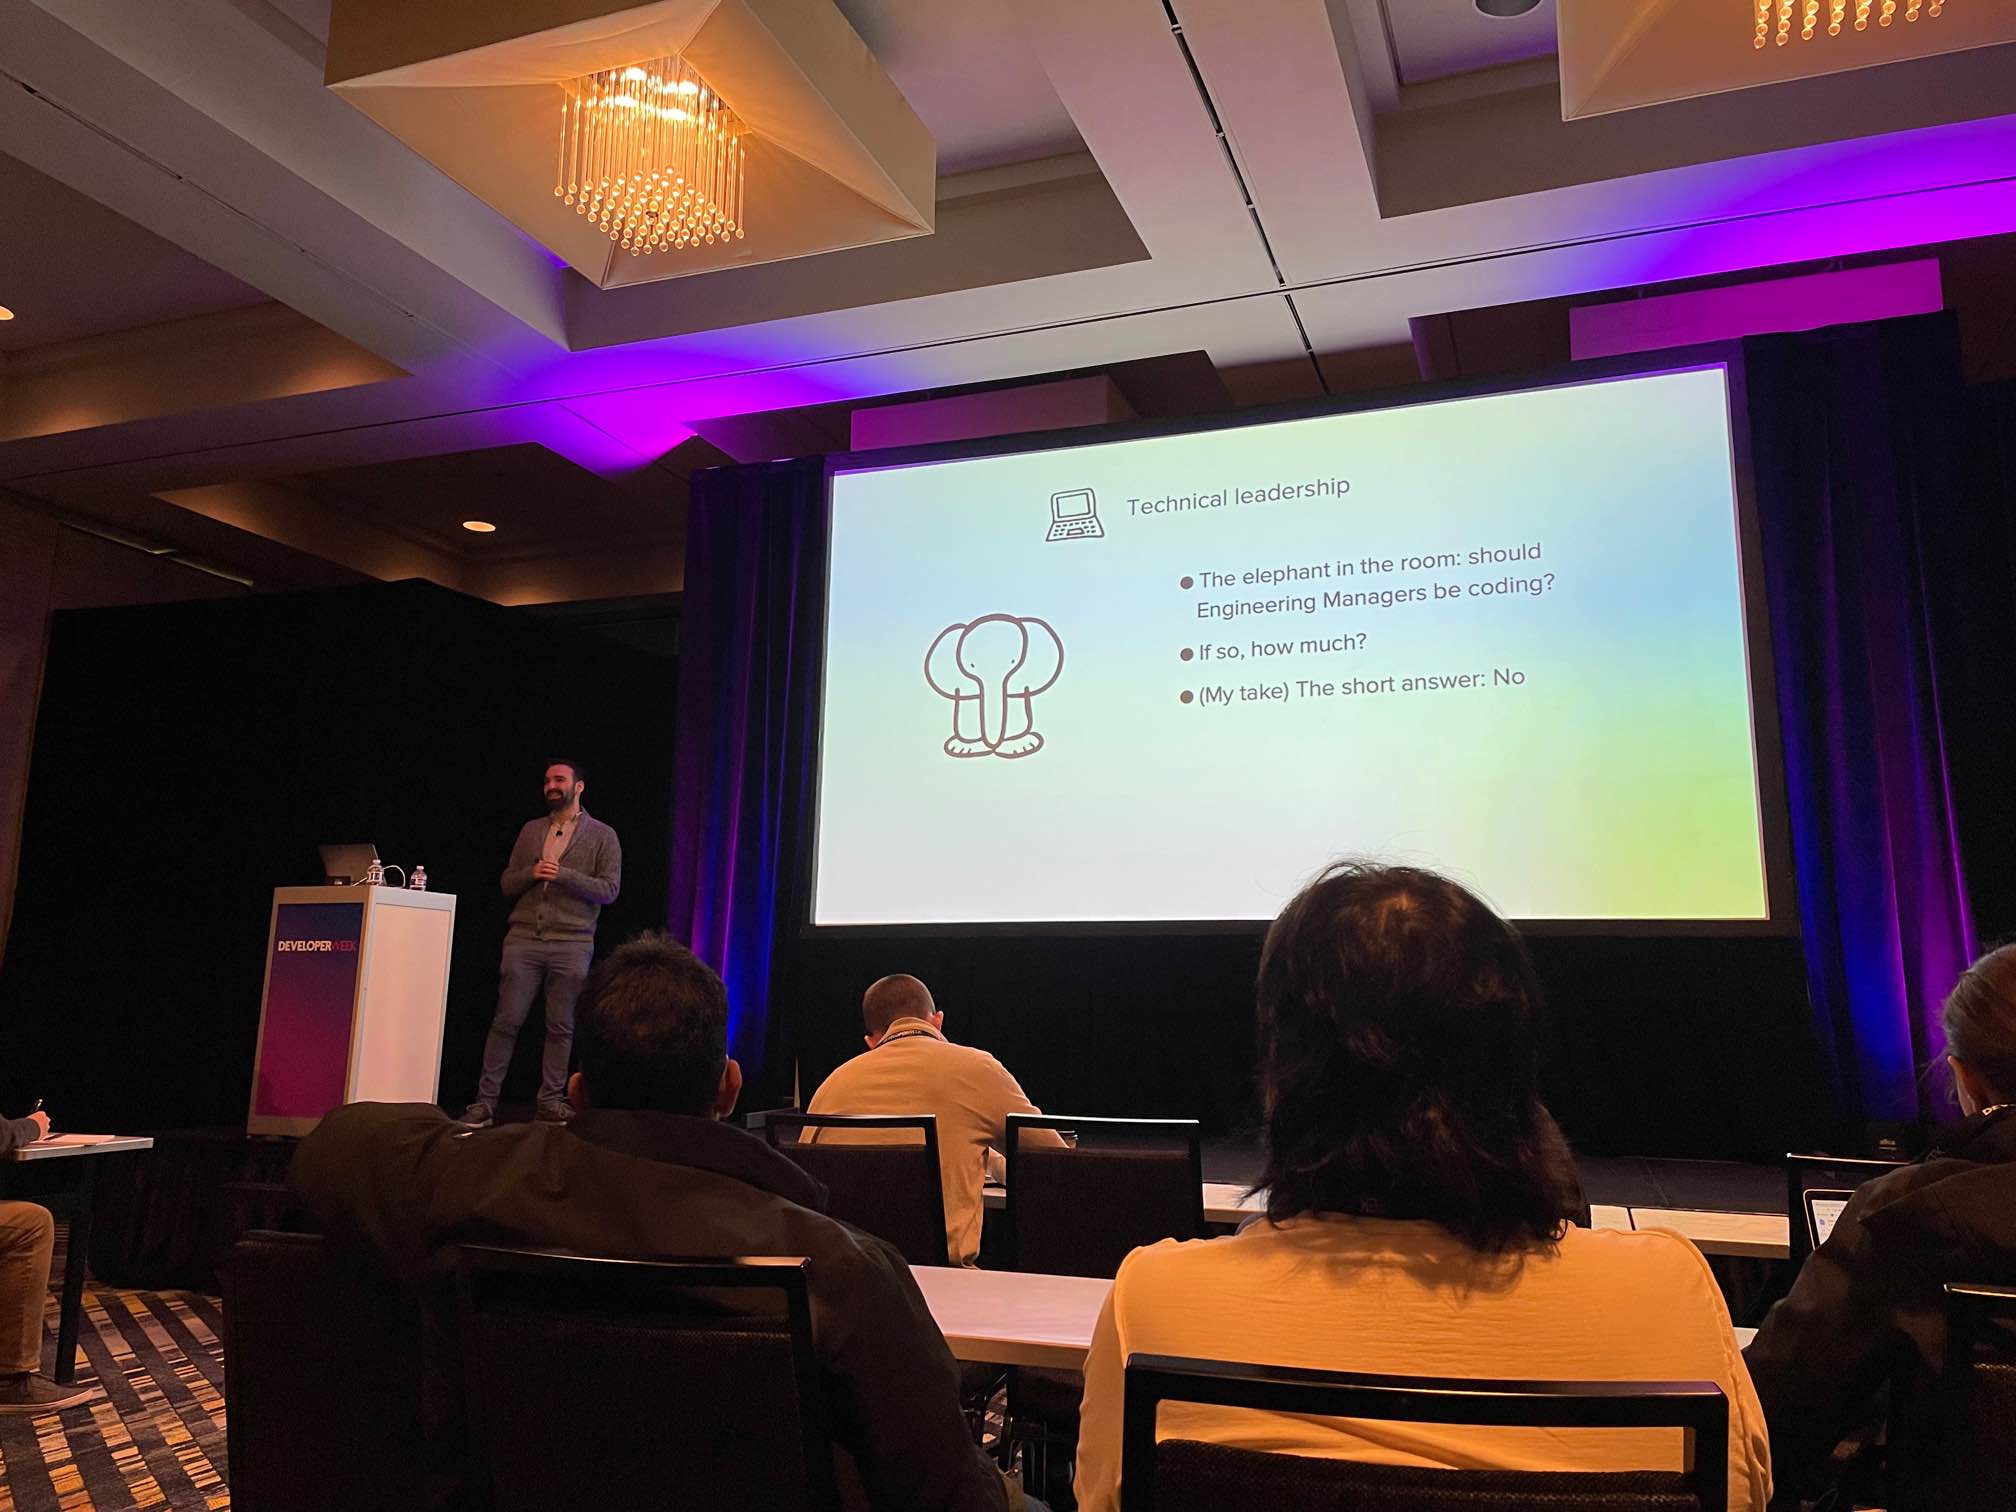 Technical leadership
● The elephant in the room: should
Engineering Managers be coding?
● If so, how much?
● (My take) The short answer: No
DEVELOPERWEEK